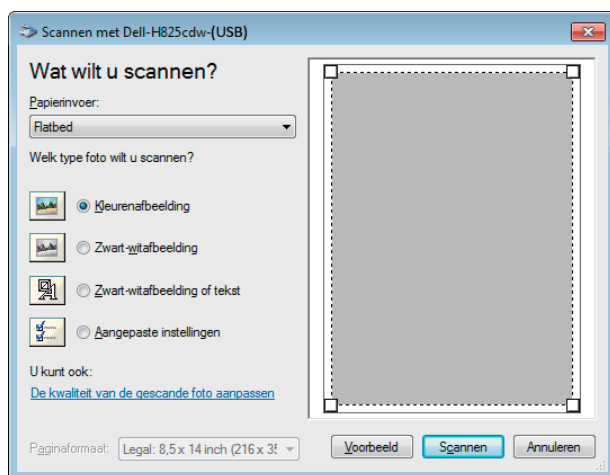 Scannen met Dell-H825cdw-(USB)
Wat wilt u scannen?
Papierinvoer:
Flatbed
Welk type foto wilt u scannen?
Kleurenafbeelding
Zwart-witafbeelding
Zwart-witafbeelding of tekst
Aangepaste instellingen
U kunt ook:
De kwaliteit van de gescande foto aanpassen
Paginaformaat: Legal: 8,5 x 14 inch (216 x 35
Voorbeeld Scannen Annuleren